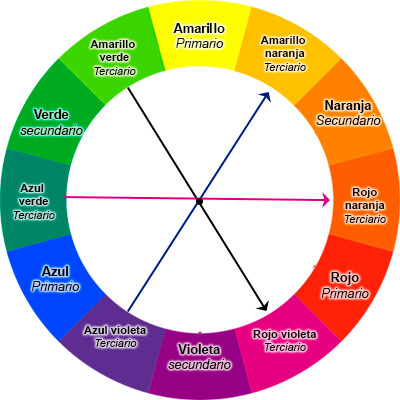 Amarillo
Primario
Amarillo
naranja
Terciario
Naranja
Secundario
Rojo
naranja
Terciario
Rojo
Primario
Rojo violeta
Terciario
Violeta
secundario
Azul violeta
Terciario
Azul
Primario
Azul
verde
Terciario
Verde
secundario
Amarillo
verde
Terciario